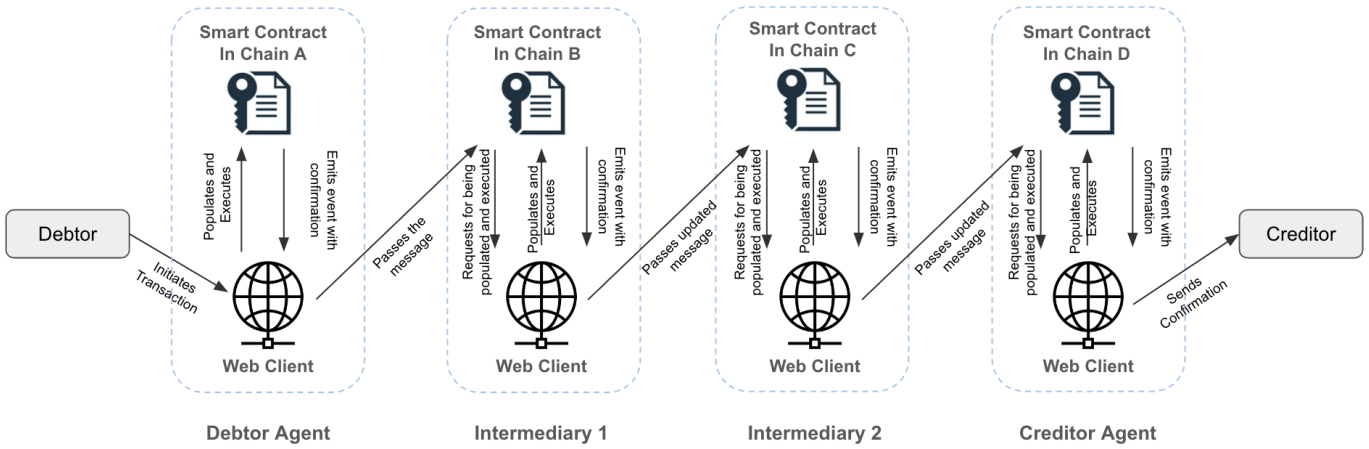 Smart Contract
In Chain A
Smart Contract
In Chain B
Smart Contract
In Chain C
Smart Contract
In Chain D
Debtor
Initiates
Transaction
Populates and
Executes
Emits event with
confirmation
Passes the
message
Requests for being
populated and executed
Populates and
Executes
Emits event with
confirmation
Passes updated
message
Requests for being
populated and executed
Populates and
Executes
Emits event with
confirmation
Passes updated
message
Requests for being
populated and executed
Populates and
Executes
Emits event with
confirmation
Sends
Confirmation
Creditor
Web Client
Web Client
Web Client
Web Client
Debtor Agent
Intermediary 1
Intermediary 2
Creditor Agent